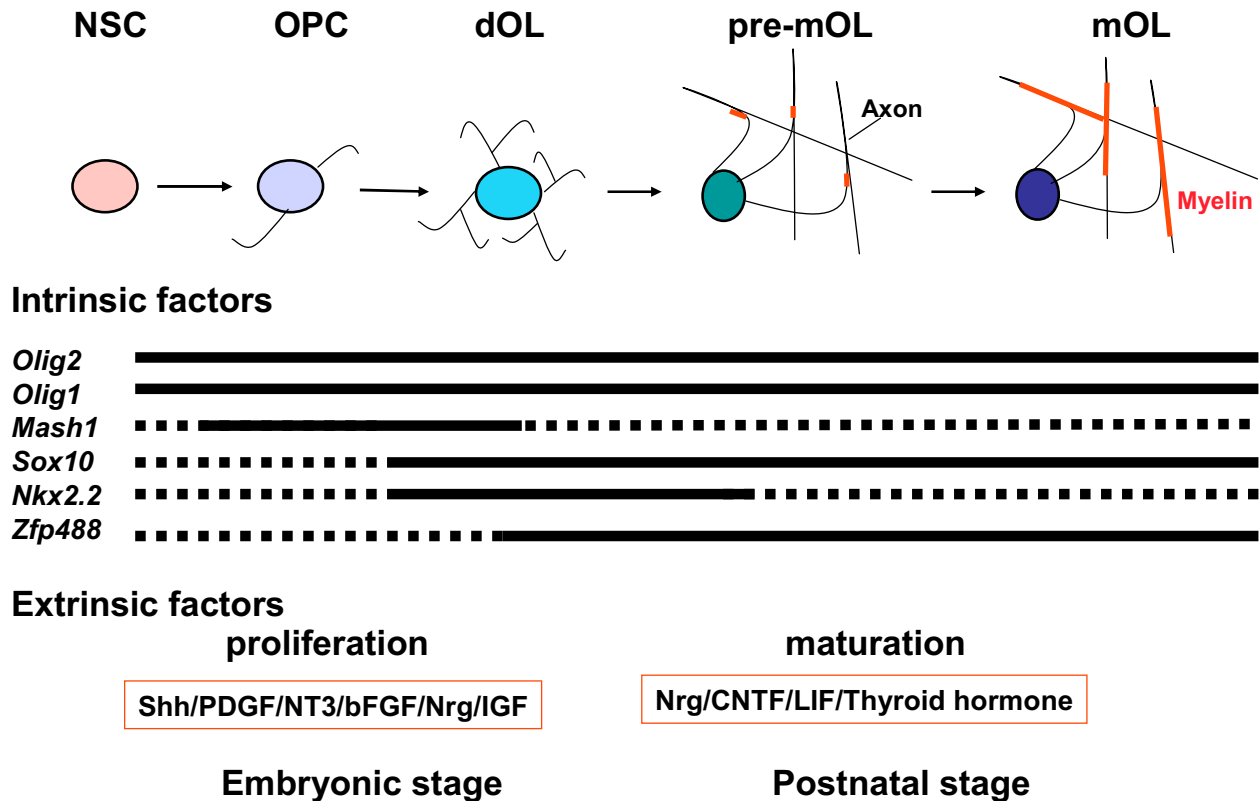 NSC OPC dOL pre-mOL mOL
Axon
Myelin
Intrinsic factors
Olig2
Olig1
Mash1
Sox10
Nkx2.2
Zfp488
Extrinsic factors
proliferation maturation
Shh/PDGF/NT3/bFGF/Nrg/IGF Nrg/CNTF/LIF/Thyroid hormone
Embryonic stage Postnatal stage